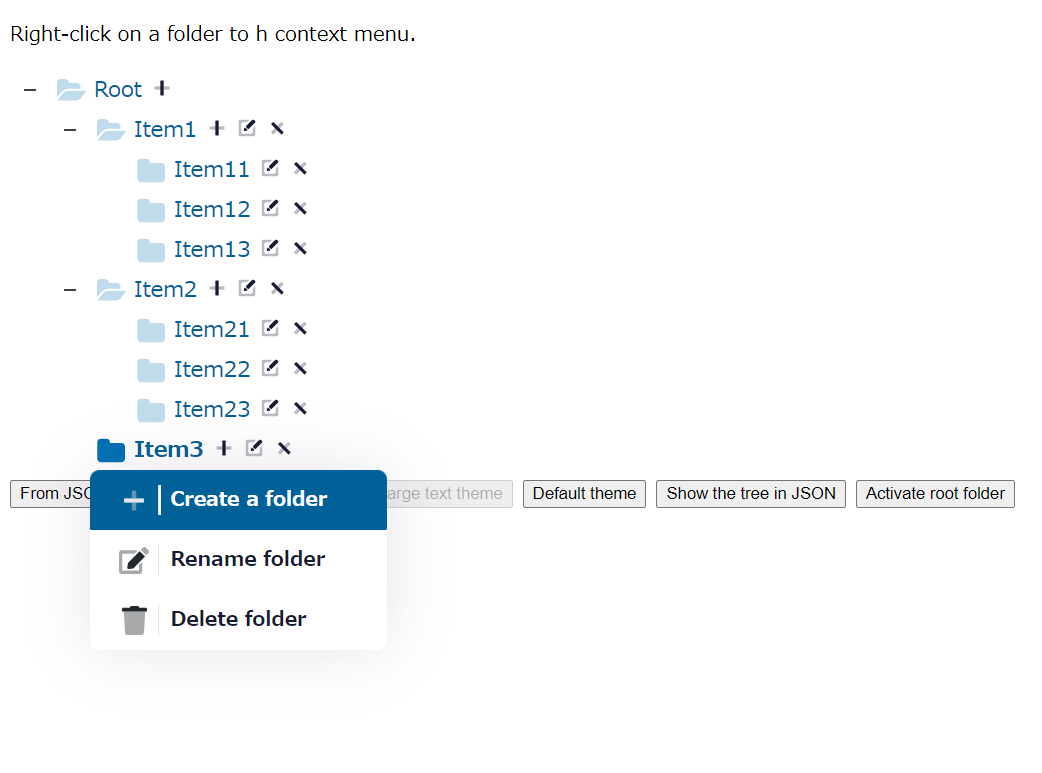 Right-click on a folder to h context menu.
Root
Item1
Item11
Item12
Item13
Item2
Item21
Item22
Item23
Item3
From JSO arge text theme Default theme Show the tree in JSON Activate root folder
Create a folder
Rename folder
Delete folder